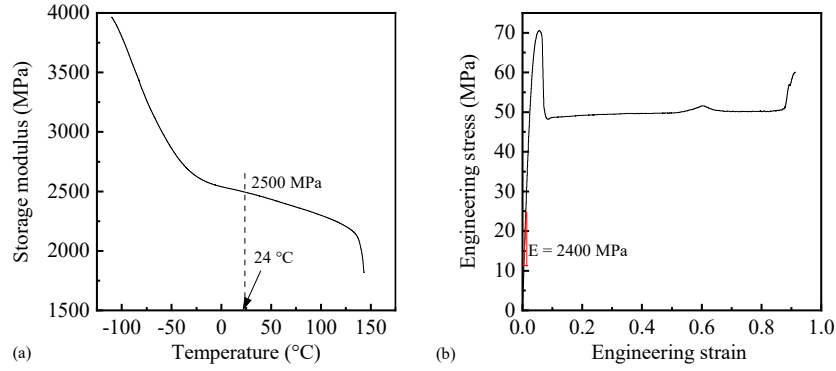 4000
3500
3000
2500
2000
1500
Storage modulus (MPa)
2500 MPa
24 °C
-100
-50
0
50
100
150
Temperature (°C)
(a)
70
60
50
40
30
20
10
0
Engineering stress (MPa)
E = 2400 MPa
0.0
0.2
0.4
0.6
0.8
1.0
Engineering strain
(b)